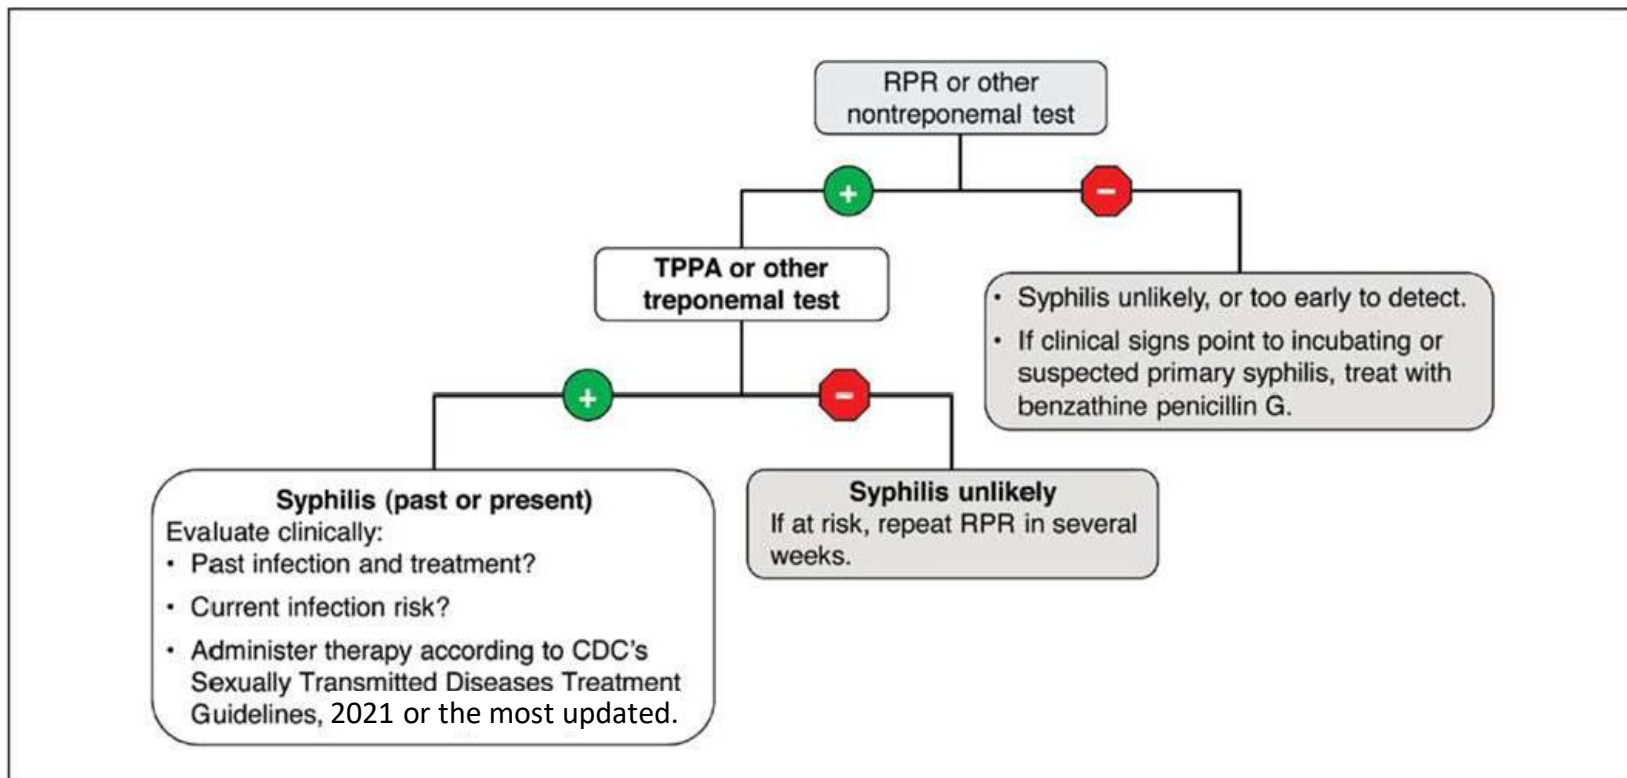 RPR or other
nontreponemal test
+
−
TPPA or other
treponemal test
• Syphilis unlikely, or too early to detect.
• If clinical signs point to incubating or
suspected primary syphilis, treat with
benzathine penicillin G.
+
−
Syphilis (past or present)
Evaluate clinically:
• Past infection and treatment?
• Current infection risk?
• Administer therapy according to CDC's
Sexually Transmitted Diseases Treatment
Guidelines, 2021 or the most updated.
Syphilis unlikely
If at risk, repeat RPR in several
weeks.